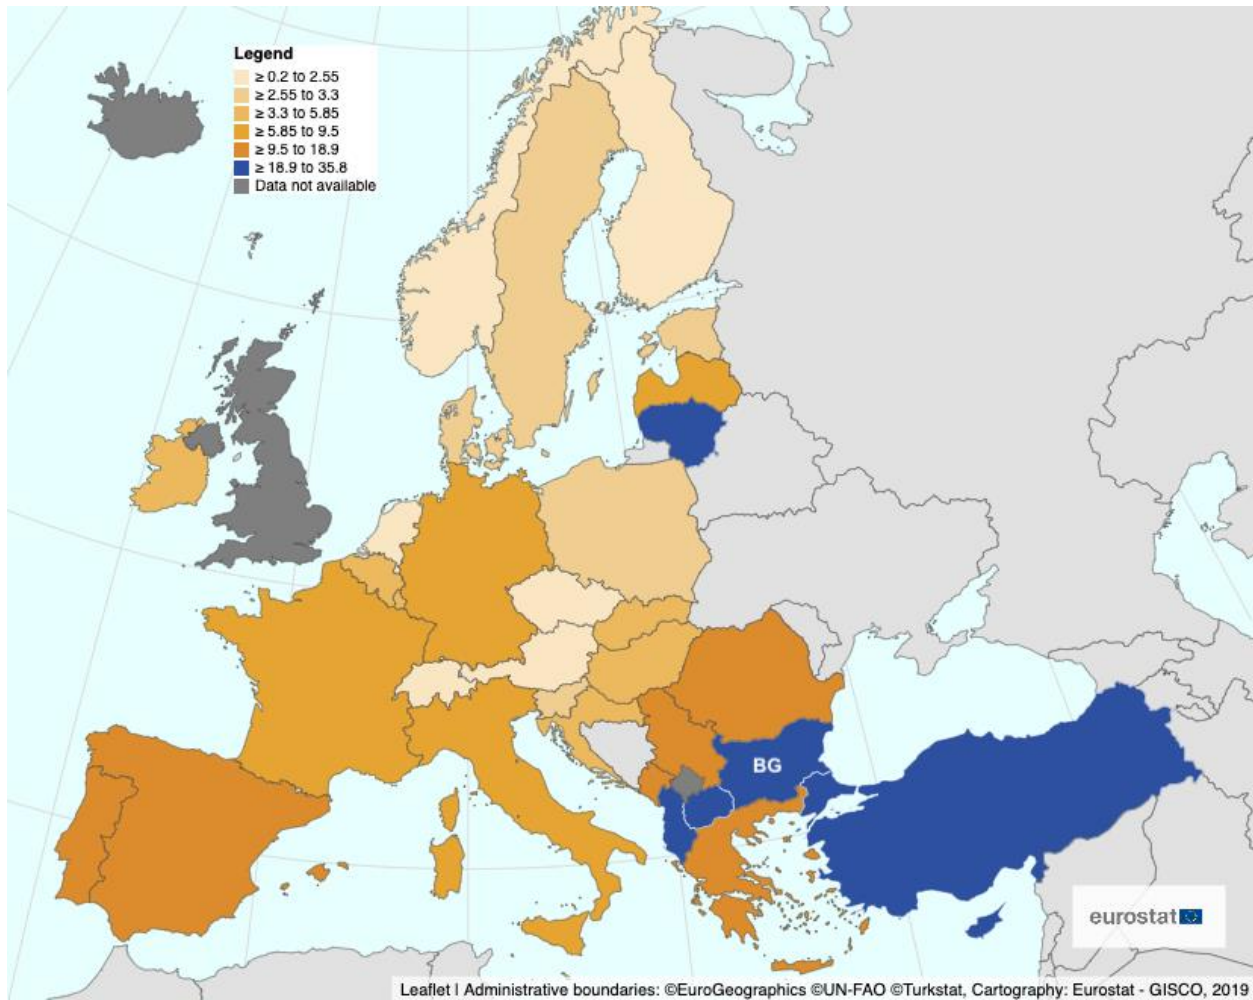 Legend
≥ 0.2 to 2.55
≥ 2.55 to 3.3
≥ 3.3 to 5.85
≥ 5.85 to 9.5
≥ 9.5 to 18.9
≥ 18.9 to 35.8
Data not available
BG
eurostat
Leaflet | Administrative boundaries: ©EuroGeographics ©UN-FAO ©Turkstat, Cartography: Eurostat - GISCO, 2019